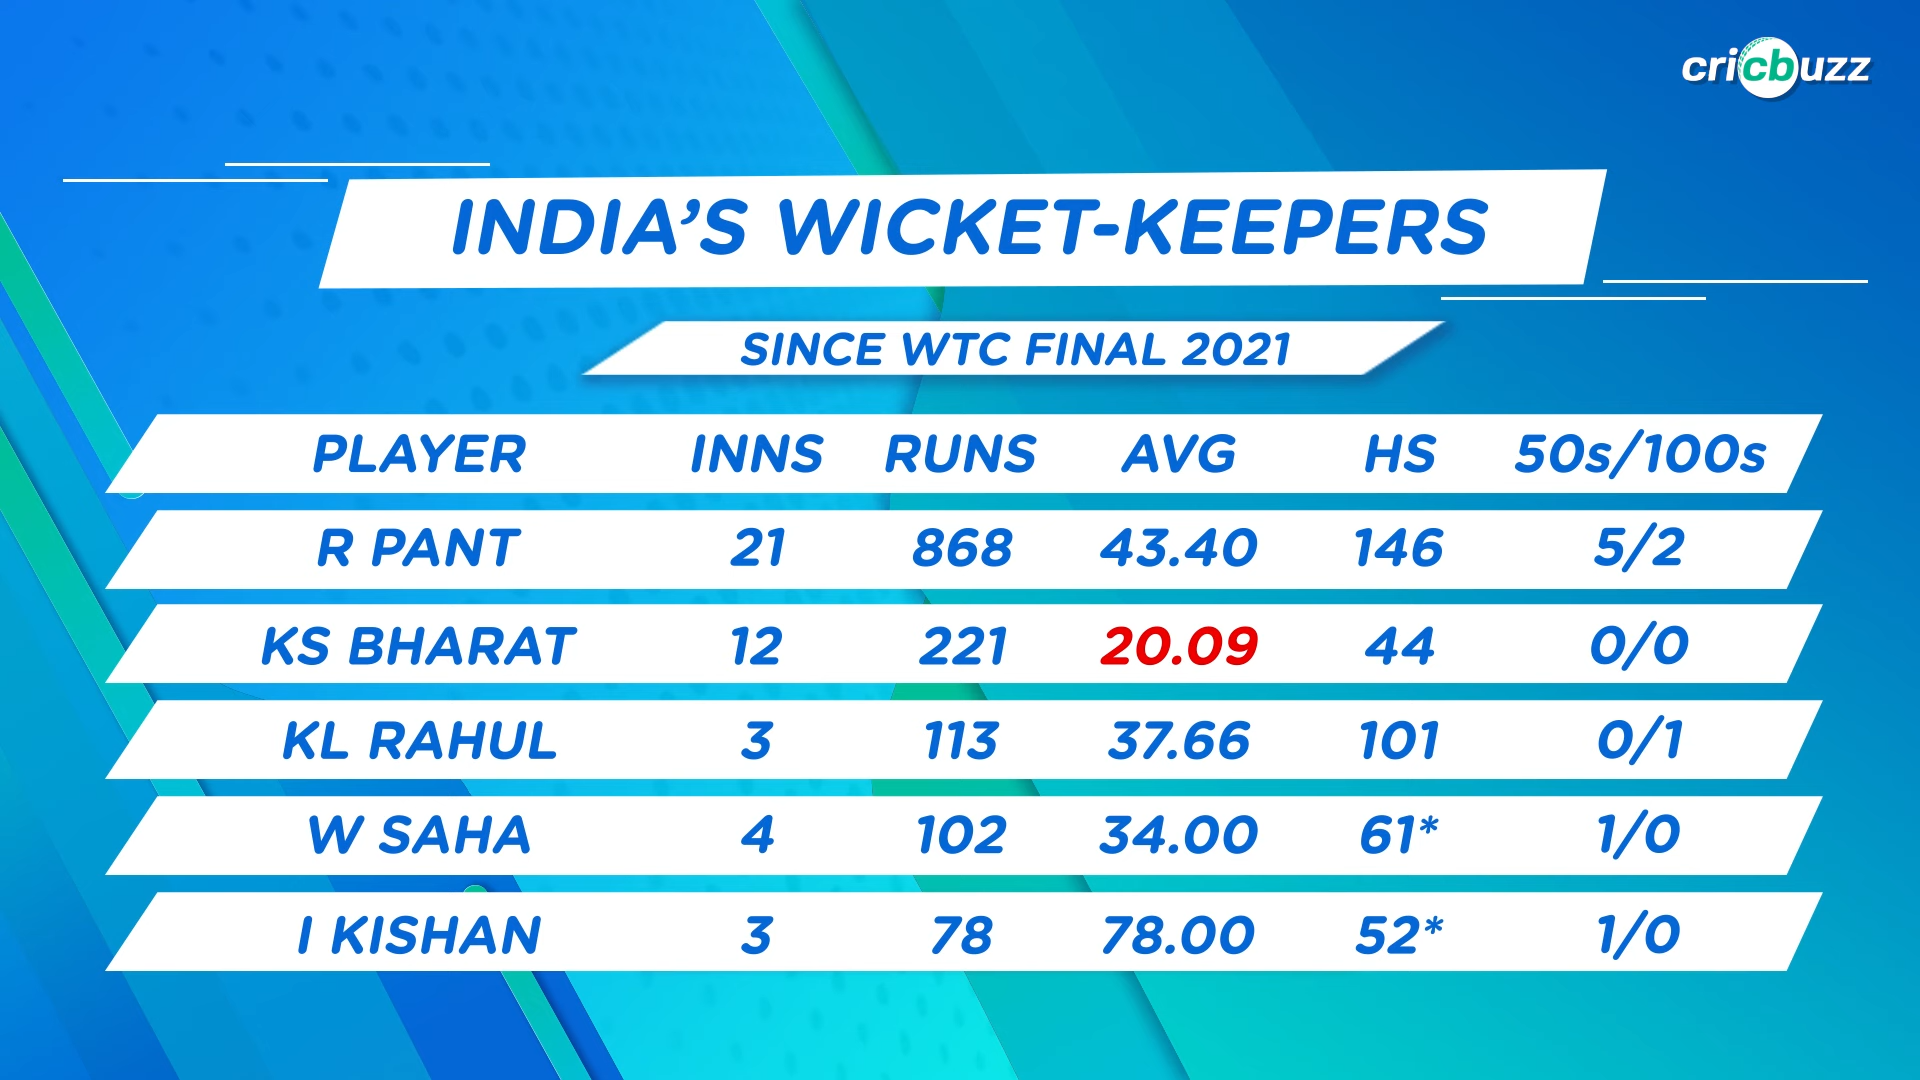 cricbuzz
INDIA'S WICKET-KEEPERS
SINCE WTC FINAL 2021
PLAYER INNS RUNS AVG HS 50s/100s
R PANT 21 868 43.40 146 5/2
KS BHARAT 12 221 20.09 44 0/0
KL RAHUL 3 113 37.66 101 0/1
W SAHA 4 102 34.00 61* 1/0
I KISHAN 3 78 78.00 52* 1/0